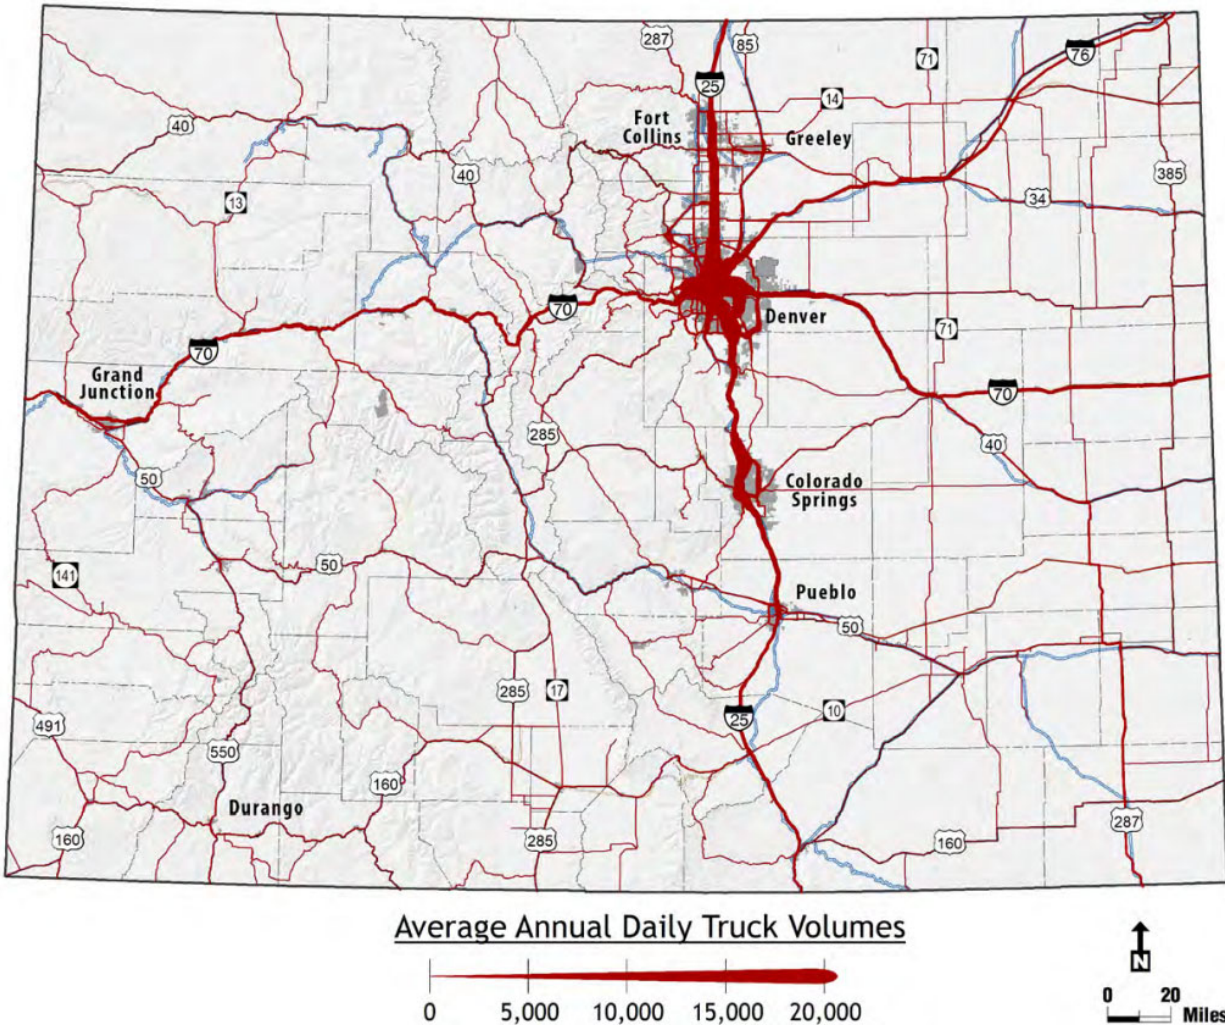 287
85
25
71
76
14
40
Fort
Collins
Greeley
40
385
13
34
70
Denver
71
70
Grand
Junction
70
285
40
50
Colorado
Springs
50
141
Pueblo
50
285
17
10
25
491
550
160
Durango
160
285
160
287
Average Annual Daily Truck Volumes
0 5,000 10,000 15,000 20,000
N
0 20
Miles